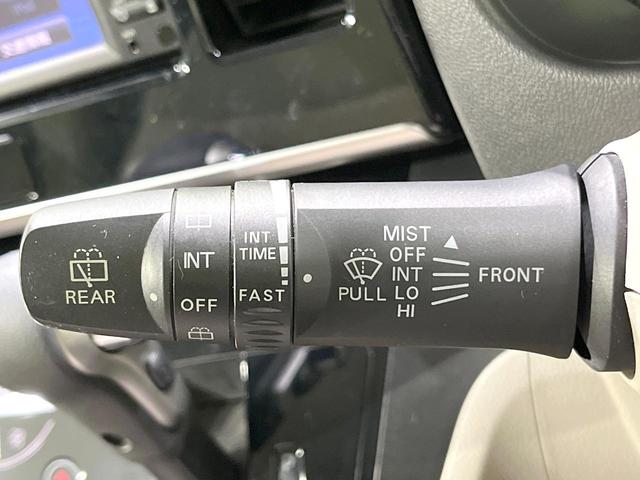 REAR
INT
OFF
INT
TIME
FAST
PULL
MIST
OFF
INT
LO
HI
FRONT